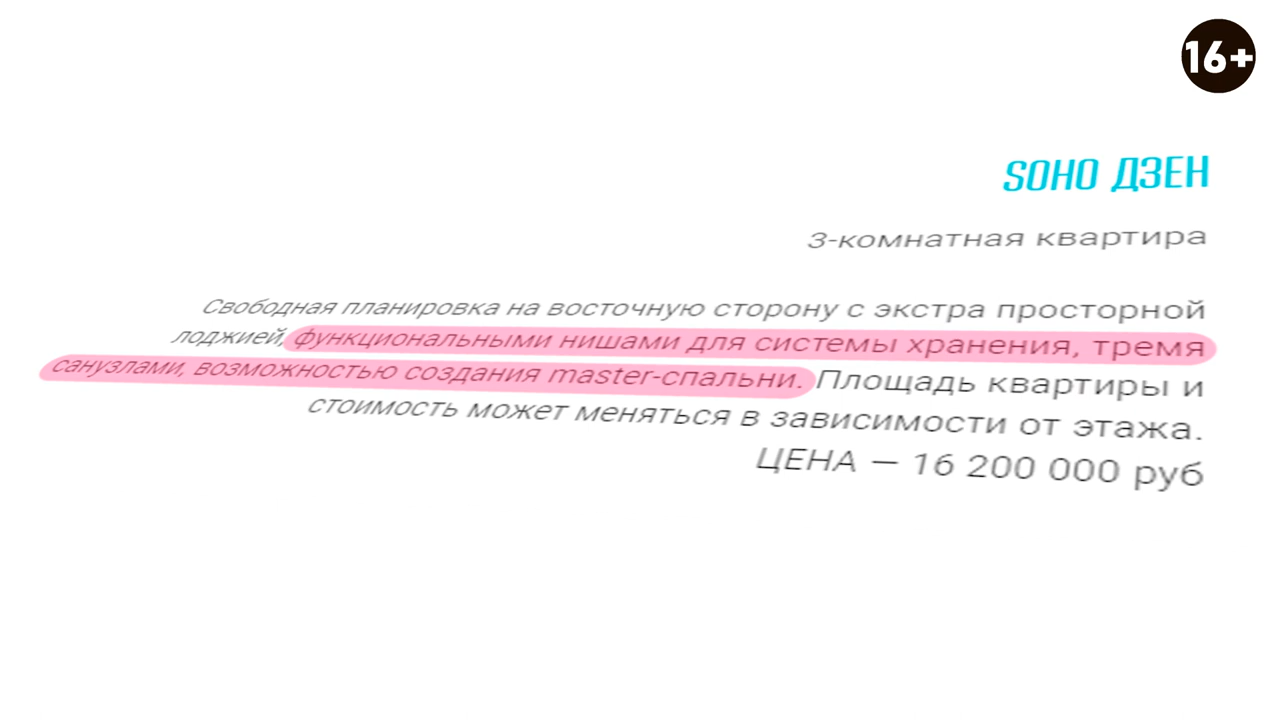 16+
SOHO ДЗЕН
3-комнатная квартира
Свободная планировка на восточную сторону с экстра просторной
лоджией, функциональными нишами для системы хранения, тремя
санузлами, возможностью создания master-спальни. Площадь квартиры и
стоимость может меняться в зависимости от этажа.
ЦЕНА — 16 200 000 руб